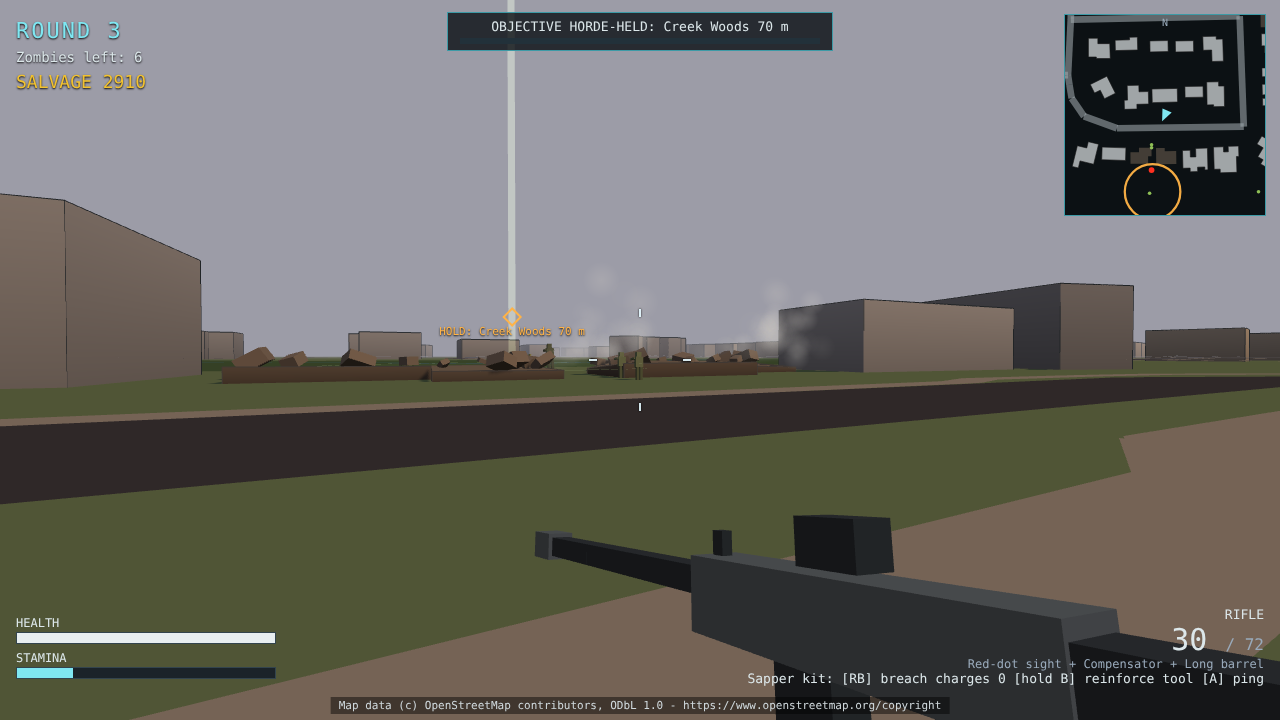 ROUND 3
Zombies left: 6
SALVAGE 2910
OBJECTIVE HORDE-HELD: Creek Woods 70 m
N
HOLD: Creek Woods 70 m
HEALTH
STAMINA
RIFLE
30 / 72
Red-dot sight + Compensator + Long barrel
Sapper kit: [RB] breach charges 0 [hold B] reinforce tool [A] ping
Map data (c) OpenStreetMap contributors, ODbL 1.0 - https://www.openstreetmap.org/copyright